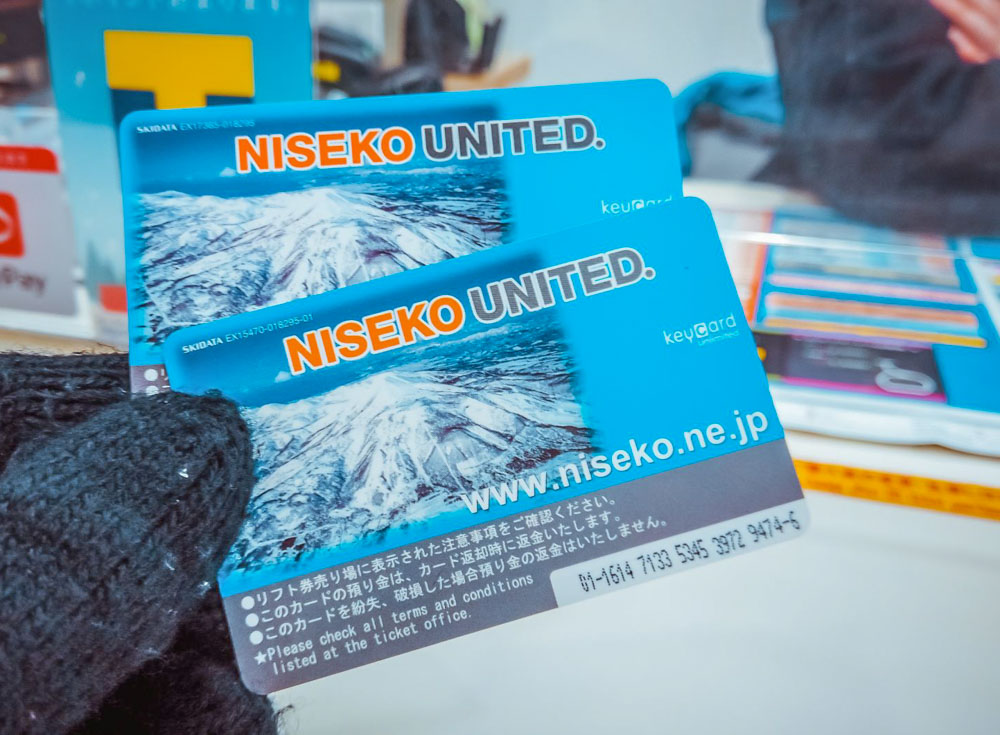 SKIDATA EX17385-018299
NISEKO UNITED.
keycard
SKIDATA EX15470-018295-01
NISEKO UNITED.
keycard
www.niseko.ne.jp
●リフト券売り場に表示された注意事項をご確認ください。
●このカードの預り金は、カード返却時に返金いたします。
●このカードを紛失、破損した場合預り金の返金はいたしません。
★Please check all terms and conditions
listed at the ticket office.
01-1614 7133 5345 3972 9474-6
Pay